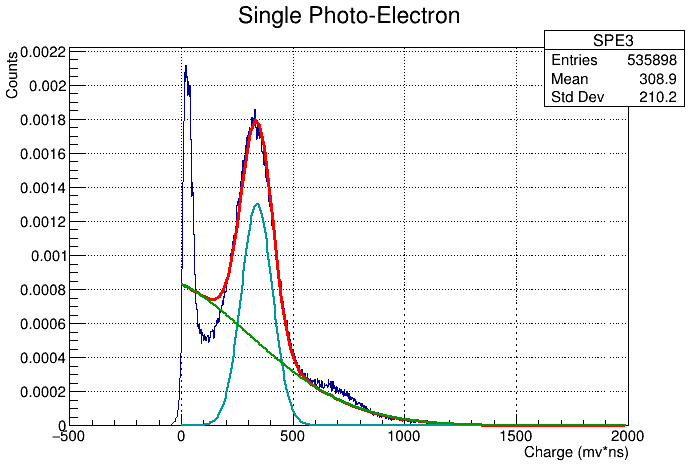 Single Photo-Electron
SPE3
Entries 535898
Mean 308.9
Std Dev 210.2
Counts
0.0022
0.002
0.0018
0.0016
0.0014
0.0012
0.001
0.0008
0.0006
0.0004
0.0002
0
−500 0 500 1000 1500 2000
Charge (mv*ns)